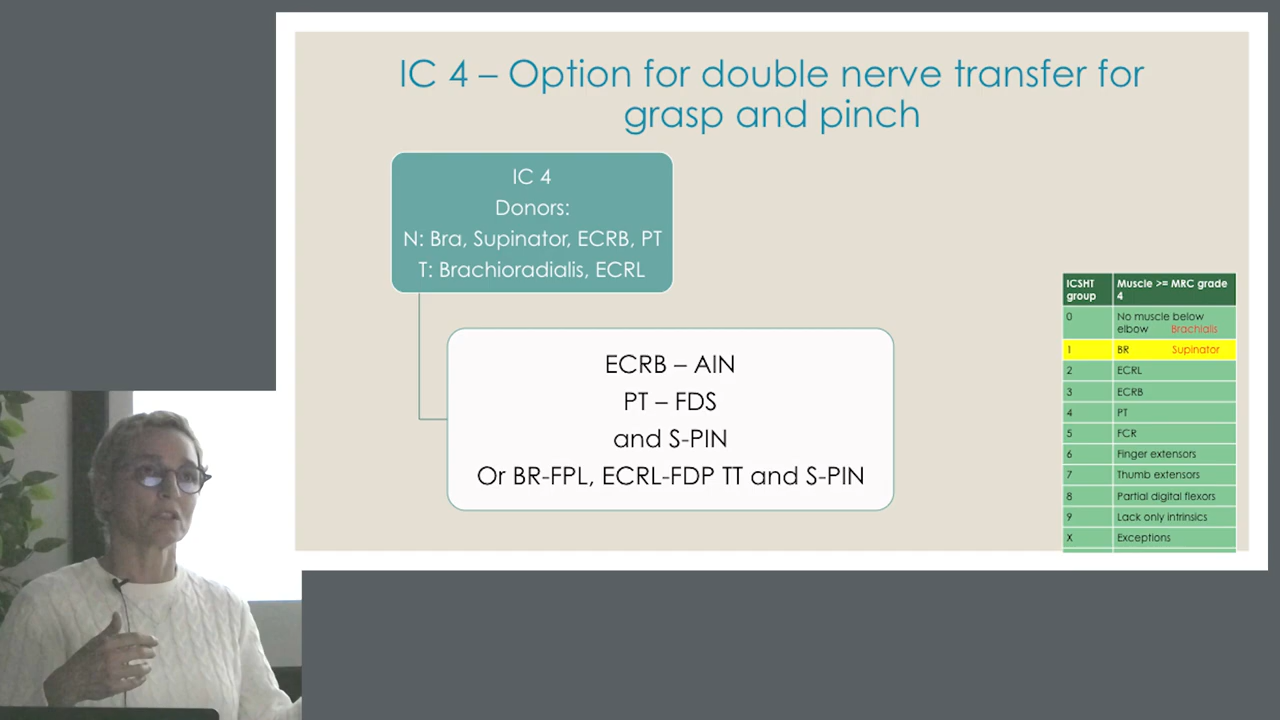 IC 4 – Option for double nerve transfer for
grasp and pinch
IC 4
Donors:
N: Bra, Supinator, ECRB, PT
T: Brachioradialis, ECRL
ECRB – AIN
PT – FDS
and S-PIN
Or BR-FPL, ECRL-FDP TT and S-PIN
ICSHT group Muscle >= MRC grade 4
0 No muscle below elbow Brachialis
1 BR Supinator
2 ECRL
3 ECRB
4 PT
5 FCR
6 Finger extensors
7 Thumb extensors
8 Partial digital flexors
9 Lack only intrinsics
X Exceptions